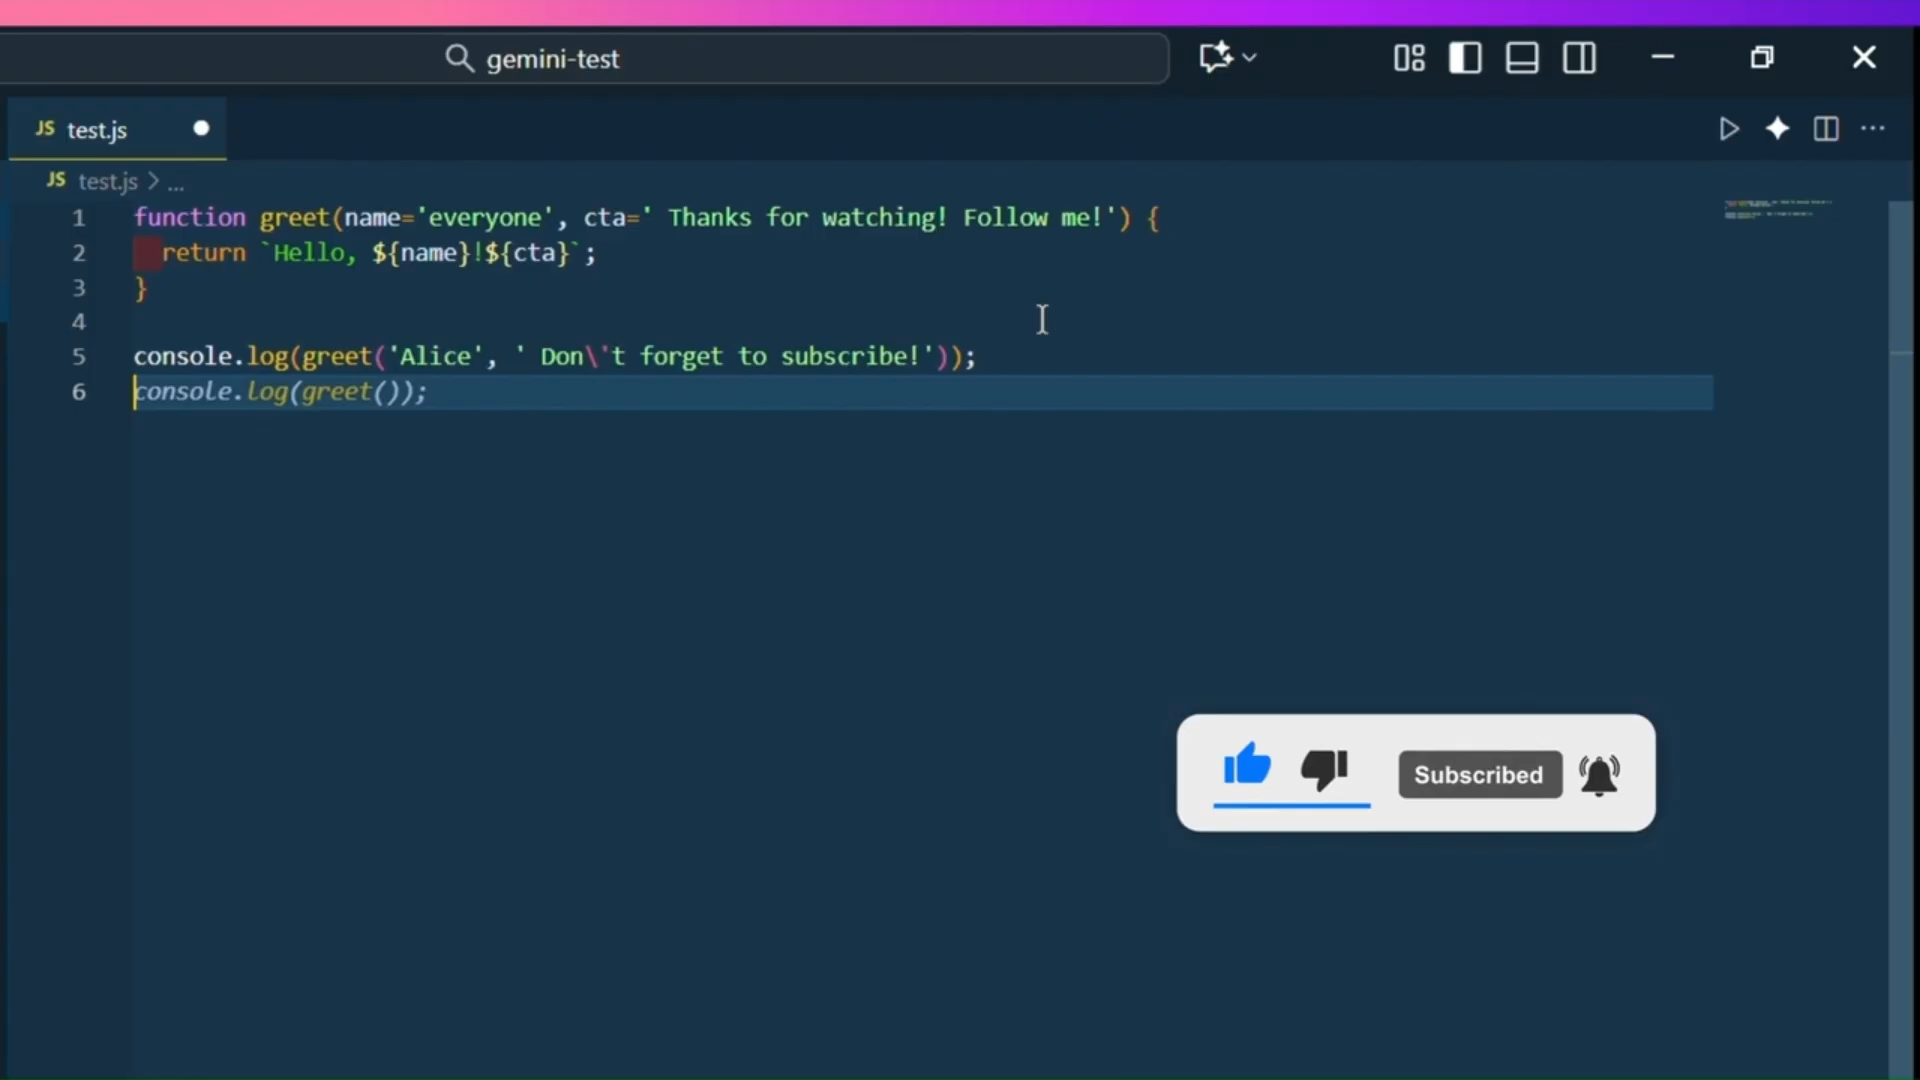 gemini-test
JS test.js
JS test.js > ...
1 function greet(name='everyone', cta=' Thanks for watching! Follow me!') {
2 return `Hello, ${name}!${cta}`;
3 }
4
5 console.log(greet('Alice', ' Don\'t forget to subscribe!'));
6 console.log(greet());
Subscribed